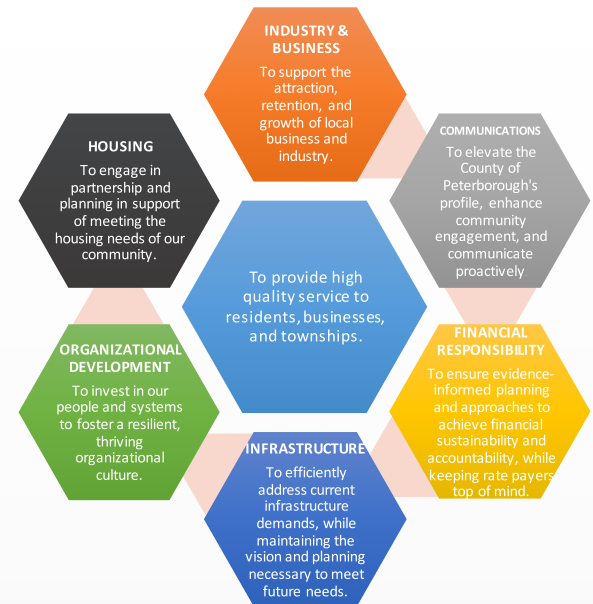 INDUSTRY &
BUSINESS
To support the
attraction,
retention, and
growth of local
business and
industry.
COMMUNICATIONS
To elevate the
County of
Peterborough's
profile, enhance
community
engagement, and
communicate
proactively
HOUSING
To engage in
partnership and
planning in support
of meeting the
housing needs of our
community.
To provide high
quality service to
residents, businesses,
and townships.
FINANCIAL
RESPONSIBILITY
To ensure evidence-
informed planning
and approaches to
achieve financial
sustainability and
accountability, while
keeping rate payers
top of mind.
ORGANIZATIONAL
DEVELOPMENT
To invest in our
people and systems
to foster a resilient,
thriving
organizational
culture.
INFRASTRUCTURE
To efficiently
address current
infrastructure
demands, while
maintaining the
vision and planning
necessary to meet
future needs.